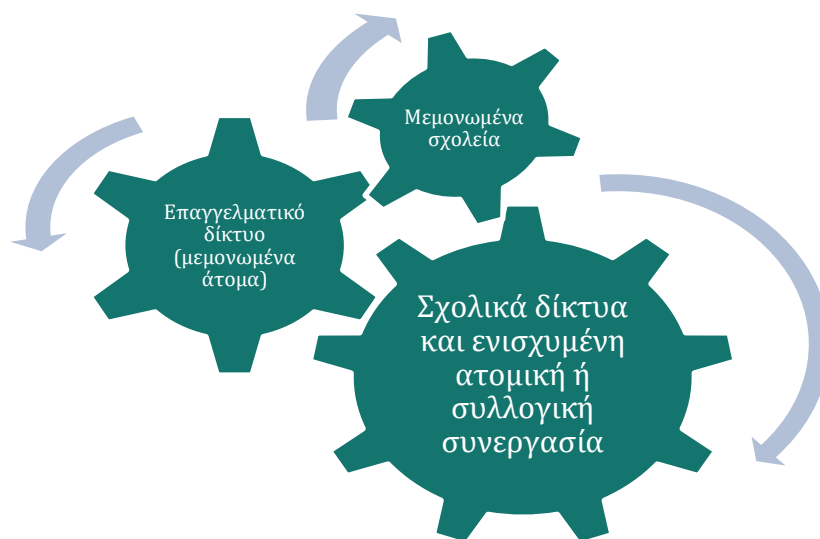 Μεμονωμένα
σχολεία
Επαγγελματικό
δίκτυο
(μεμονωμένα
άτομα)
Σχολικά δίκτυα
και ενισχυμένη
ατομική ή
συλλογική
συνεργασία